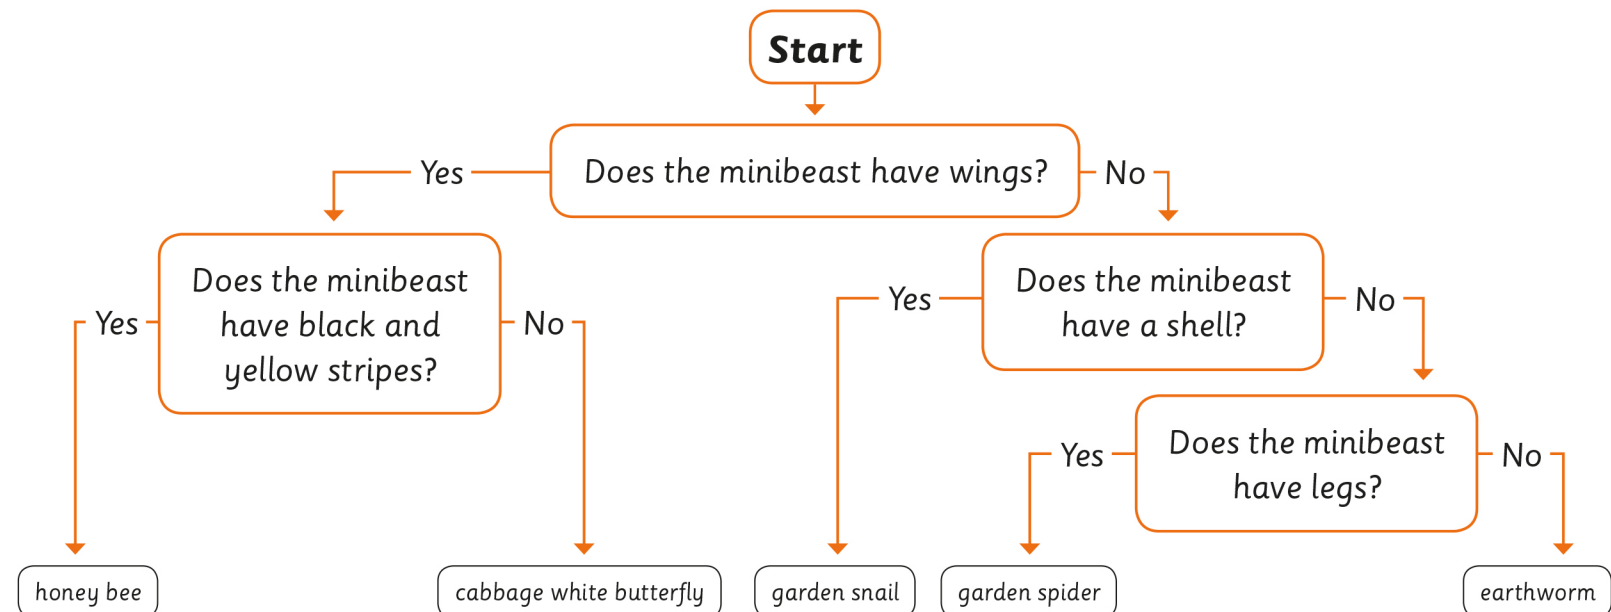 Start
Does the minibeast have wings?
Yes
No
Does the minibeast
have black and
yellow stripes?
Yes
No
Does the minibeast
have a shell?
Yes
No
Does the minibeast
have legs?
Yes
No
honey bee
cabbage white butterfly
garden snail
garden spider
earthworm